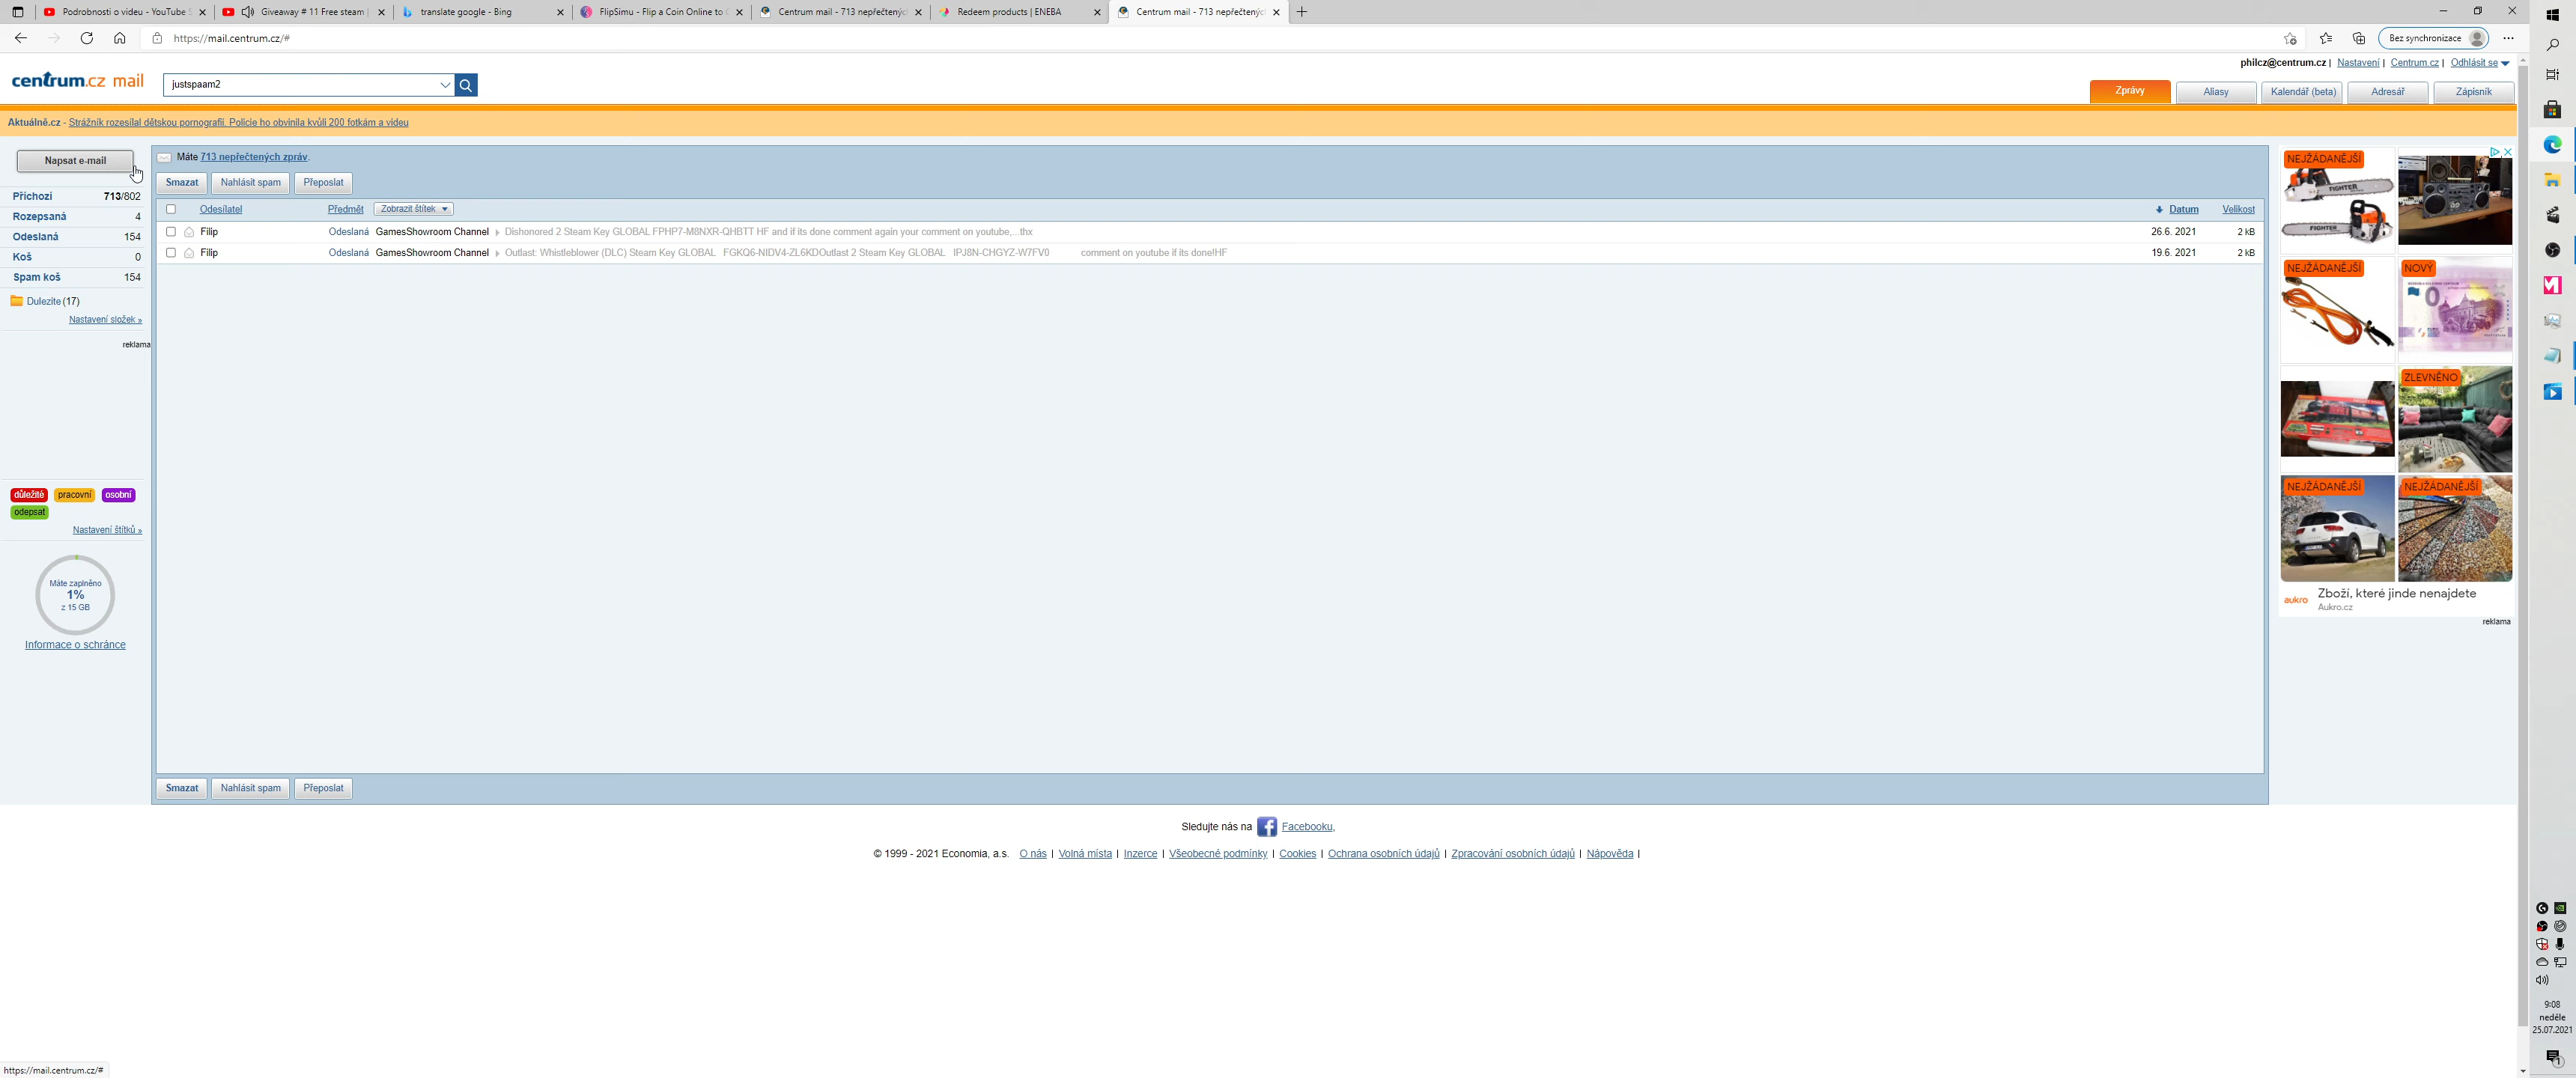 Podrobnosti o videu - YouTube S
Giveaway # 11 Free steam
translate google - Bing
FlipSimu - Flip a Coin Online to
Centrum mail - 713 nepřečtenýc
Redeem products | ENEBA
Centrum mail - 713 nepřečtenýc
https://mail.centrum.cz/#
Bez synchronizace
centrum.cz mail
justspaam2
philcz@centrum.cz | Nastavení | Centrum.cz | Odhlásit se
Zprávy
Aliasy
Kalendář (beta)
Adresář
Zápisník
Aktuálně.cz - Strážník rozesílal dětskou pornografii. Policie ho obvinila kvůli 200 fotkám a videu
Napsat e-mail
Příchozí 713/802
Rozepsaná 4
Odeslaná 154
Koš 0
Spam koš 154
Dulezite (17)
Nastavení složek »
reklama
důležité pracovní osobní
odepsat
Nastavení štítků »
Máte zaplněno
1%
z 15 GB
Informace o schránce
Máte 713 nepřečtených zpráv.
Smazat Nahlásit spam Přeposlat
Odesílatel Předmět Zobrazit štítek Datum Velikost
Filip Odeslaná GamesShowroom Channel Dishonored 2 Steam Key GLOBAL FPHP7-M8NXR-QHBTT HF and if its done comment again your comment on youtube,...thx 26.6. 2021 2 kB
Filip Odeslaná GamesShowroom Channel Outlast: Whistleblower (DLC) Steam Key GLOBAL FGKQ6-NIDV4-ZL6KDOutlast 2 Steam Key GLOBAL IPJ8N-CHGYZ-W7FV0 comment on youtube if its done!HF 19.6. 2021 2 kB
Smazat Nahlásit spam Přeposlat
NEJŽÁDANĚJŠÍ
FIGHTER
FIGHTER
NEJŽÁDANĚJŠÍ
NOVÝ
0
ZLEVNĚNO
NEJŽÁDANĚJŠÍ
NEJŽÁDANĚJŠÍ
aukro
Zboží, které jinde nenajdete
Aukro.cz
reklama
Sledujte nás na Facebooku,
© 1999 - 2021 Economia, a.s. O nás | Volná místa | Inzerce | Všeobecné podmínky | Cookies | Ochrana osobních údajů | Zpracování osobních údajů | Nápověda |
https://mail.centrum.cz/#
9:08
neděle
25.07.2021
1